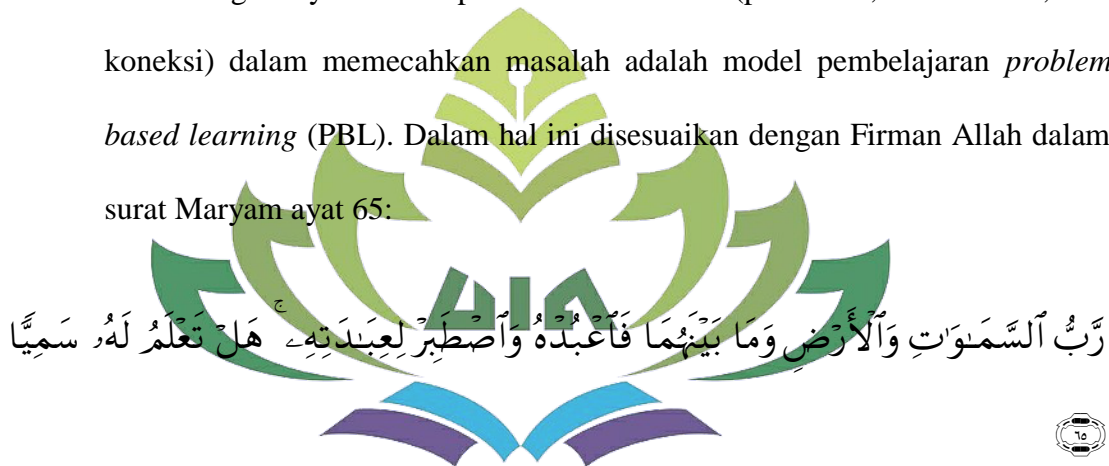 koneksi) dalam memecahkan masalah adalah model pembelajaran problem
based learning (PBL). Dalam hal ini disesuaikan dengan Firman Allah dalam
surat Maryam ayat 65:
UIN
رَّبُّ ٱلسَّمَـٰوَٰتِ وَٱلْأَرْضِ وَمَا بَيْنَهُمَا فَٱعْبُدْهُ وَٱصْطَبِرْ لِعِبَـٰدَتِهِۦ ۚ هَلْ تَعْلَمُ لَهُۥ سَمِيًّا
٦٥